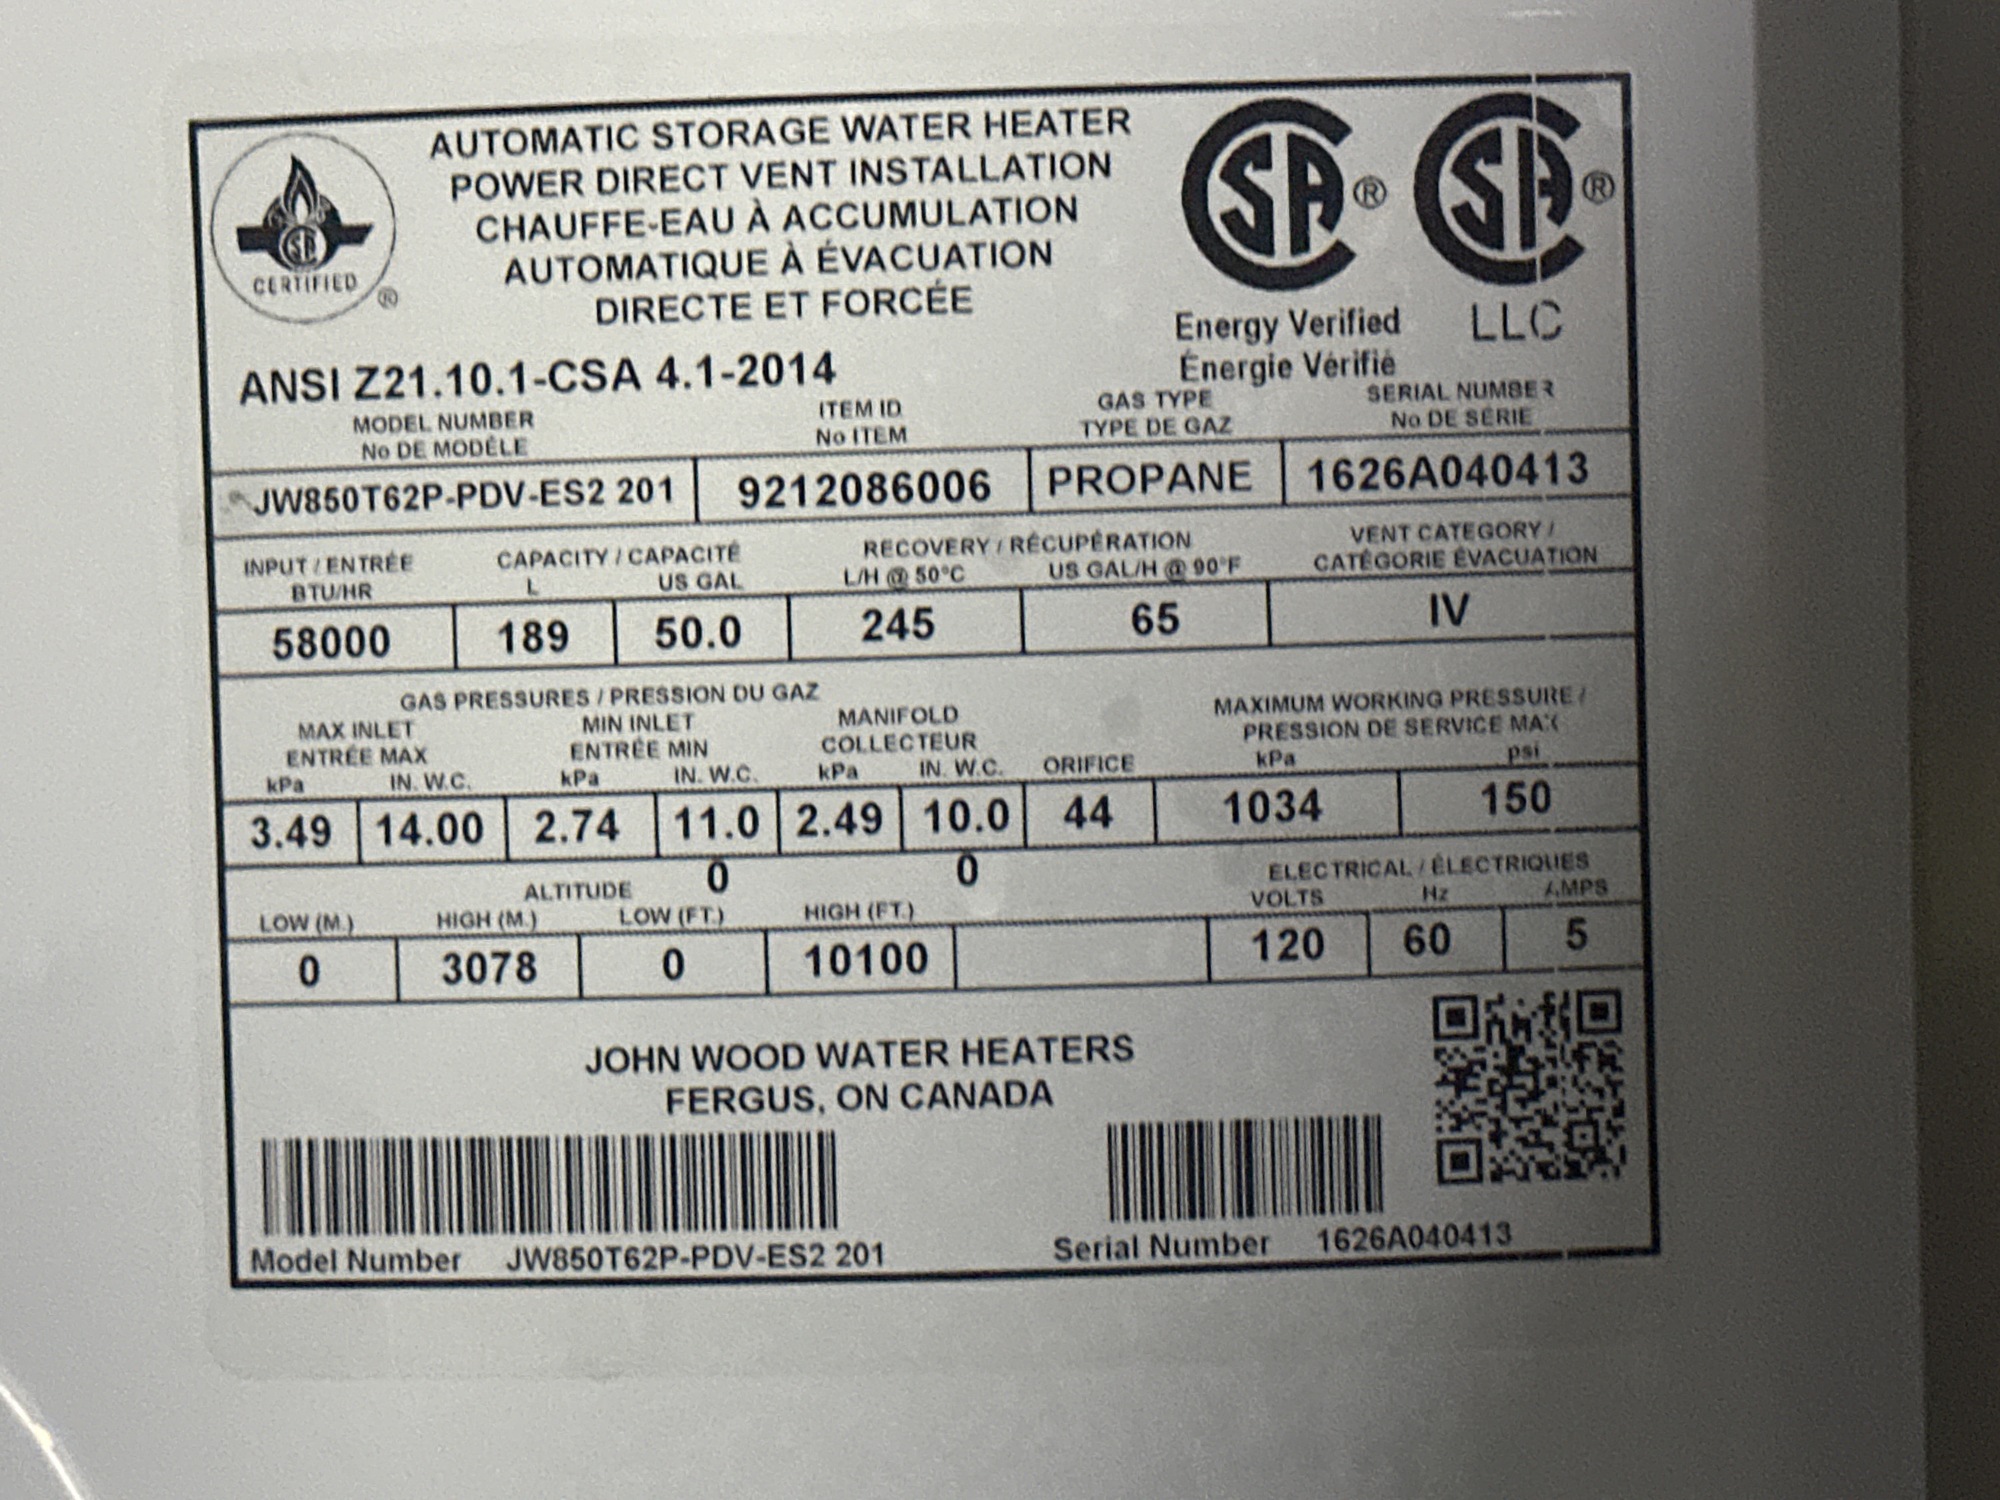 AUTOMATIC STORAGE WATER HEATER
POWER DIRECT VENT INSTALLATION
CHAUFFE-EAU À ACCUMULATION
AUTOMATIQUE À ÉVACUATION
DIRECTE ET FORCÉE
CSA
CERTIFIED ®
CSA ® CSA ®
Energy Verified LLC
Énergie Vérifié
ANSI Z21.10.1-CSA 4.1-2014
MODEL NUMBER ITEM ID GAS TYPE SERIAL NUMBER
No DE MODÈLE No ITEM TYPE DE GAZ No DE SÉRIE
JW850T62P-PDV-ES2 201 9212086006 PROPANE 1626A040413
INPUT / ENTRÉE CAPACITY / CAPACITÉ RECOVERY / RÉCUPÉRATION VENT CATEGORY /
BTU/HR L US GAL L/H @ 50°C US GAL/H @ 90°F CATÉGORIE ÉVACUATION
58000 189 50.0 245 65 IV
GAS PRESSURES / PRESSION DU GAZ MAXIMUM WORKING PRESSURE /
MAX INLET MIN INLET MANIFOLD PRESSION DE SERVICE MAX
ENTRÉE MAX ENTRÉE MIN COLLECTEUR
kPa IN. W.C. kPa IN. W.C. kPa IN. W.C. ORIFICE kPa psi
3.49 14.00 2.74 11.0 2.49 10.0 44 1034 150
0 0
ALTITUDE ELECTRICAL / ÉLECTRIQUES
LOW (M.) HIGH (M.) LOW (FT.) HIGH (FT.) VOLTS Hz AMPS
0 3078 0 10100 120 60 5
JOHN WOOD WATER HEATERS
FERGUS, ON CANADA
Model Number JW850T62P-PDV-ES2 201 Serial Number 1626A040413